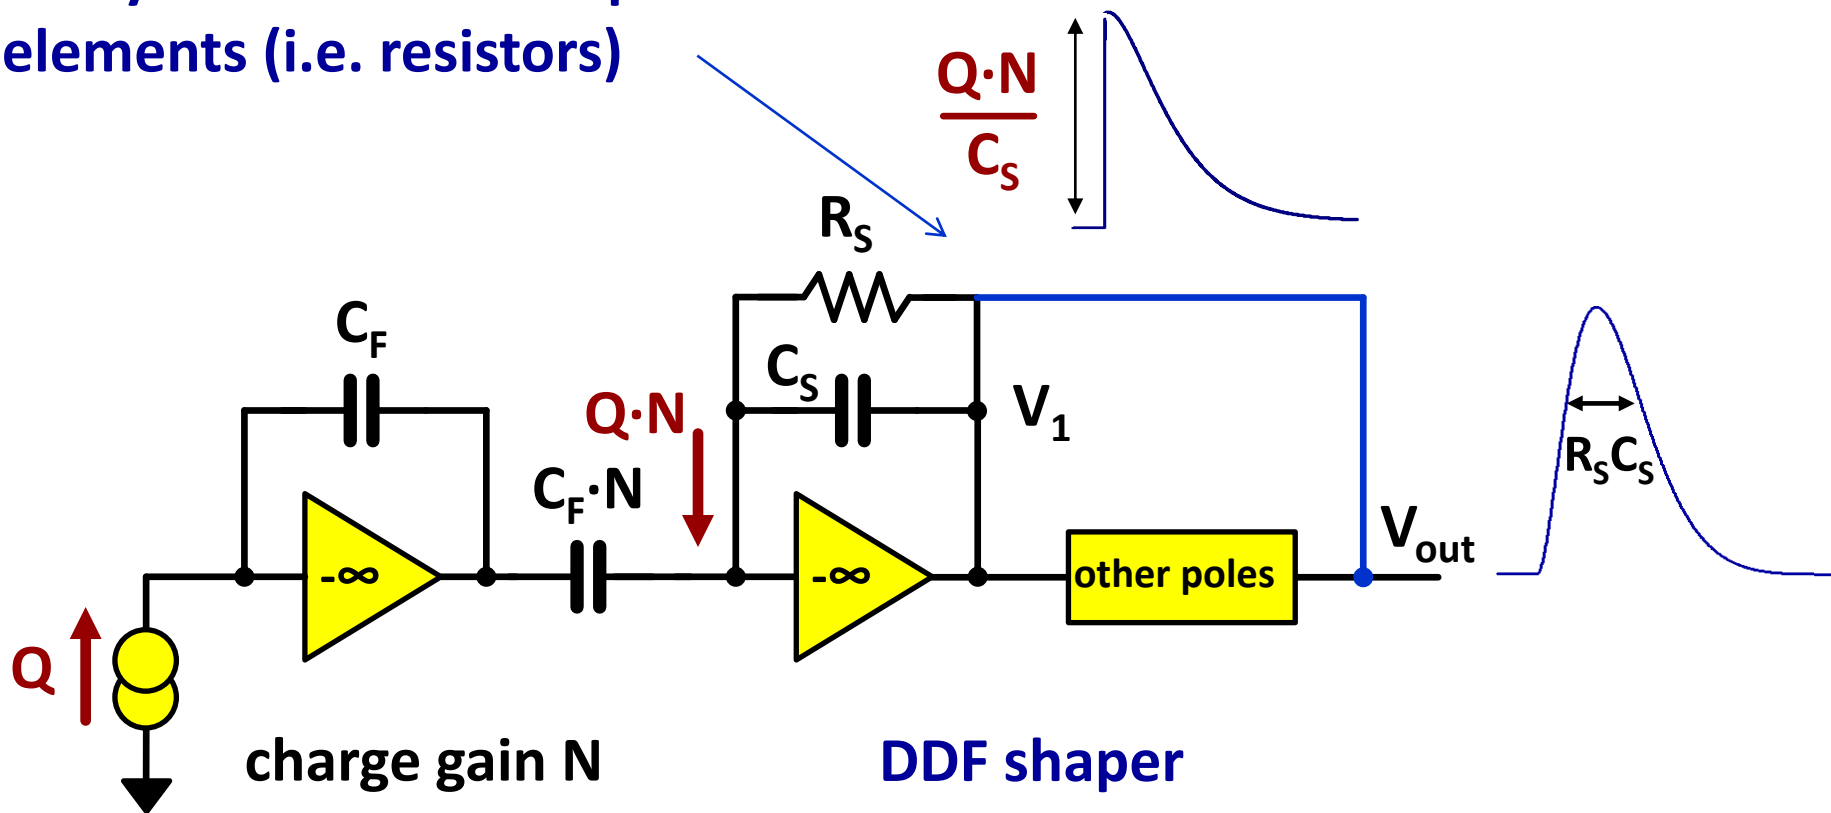 elements (i.e. resistors)
Q·N
C_S
R_S
C_F
C_S
Q·N
V_1
C_F·N
R_SC_S
-∞
-∞
other poles
V_out
Q
charge gain N
DDF shaper